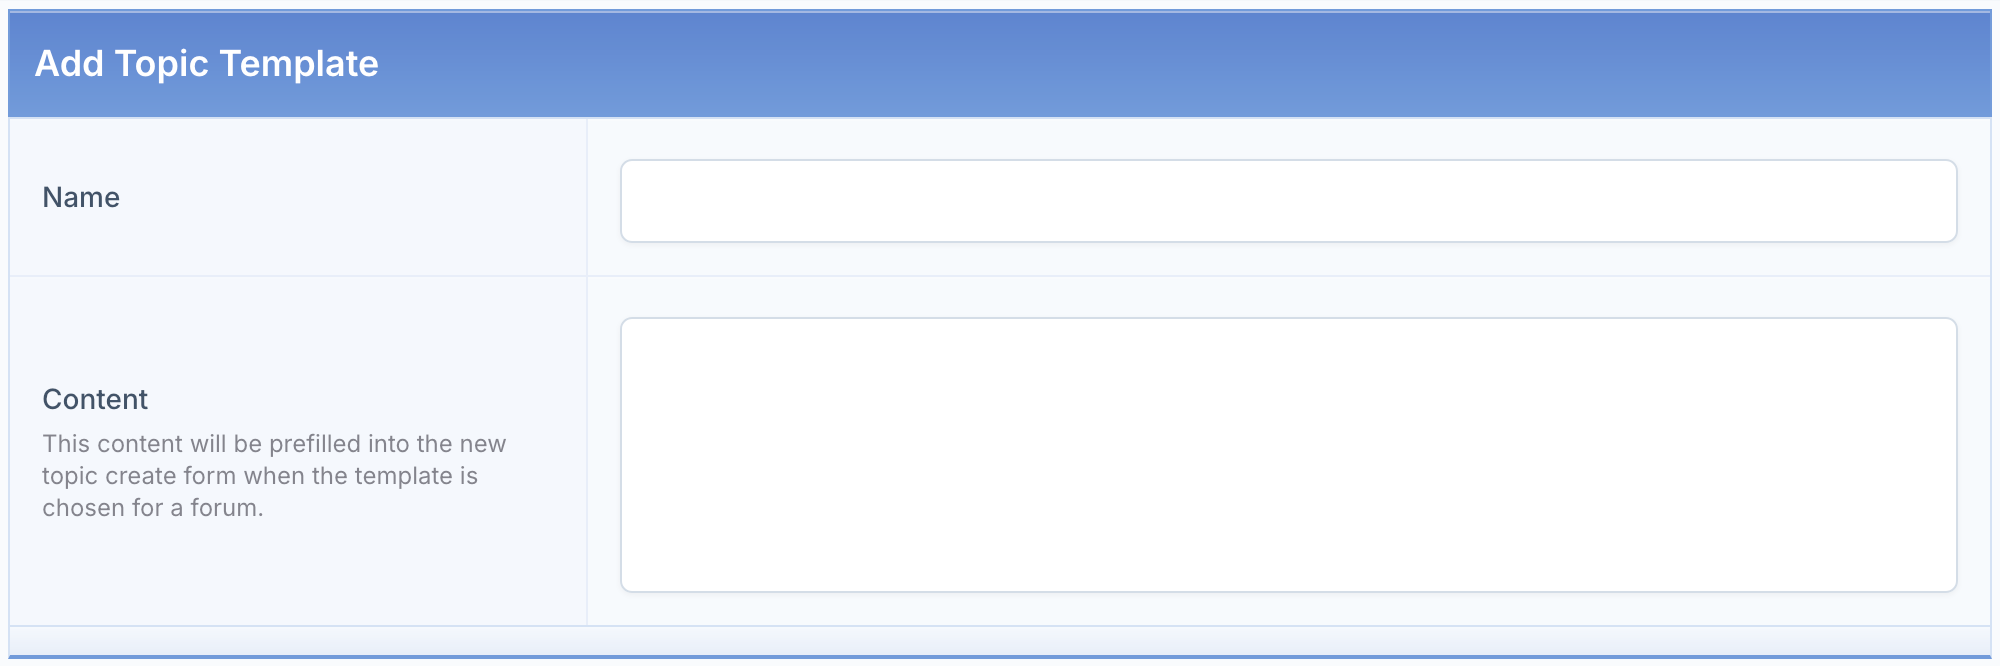 Add Topic Template
Name
Content
This content will be prefilled into the new
topic create form when the template is
chosen for a forum.